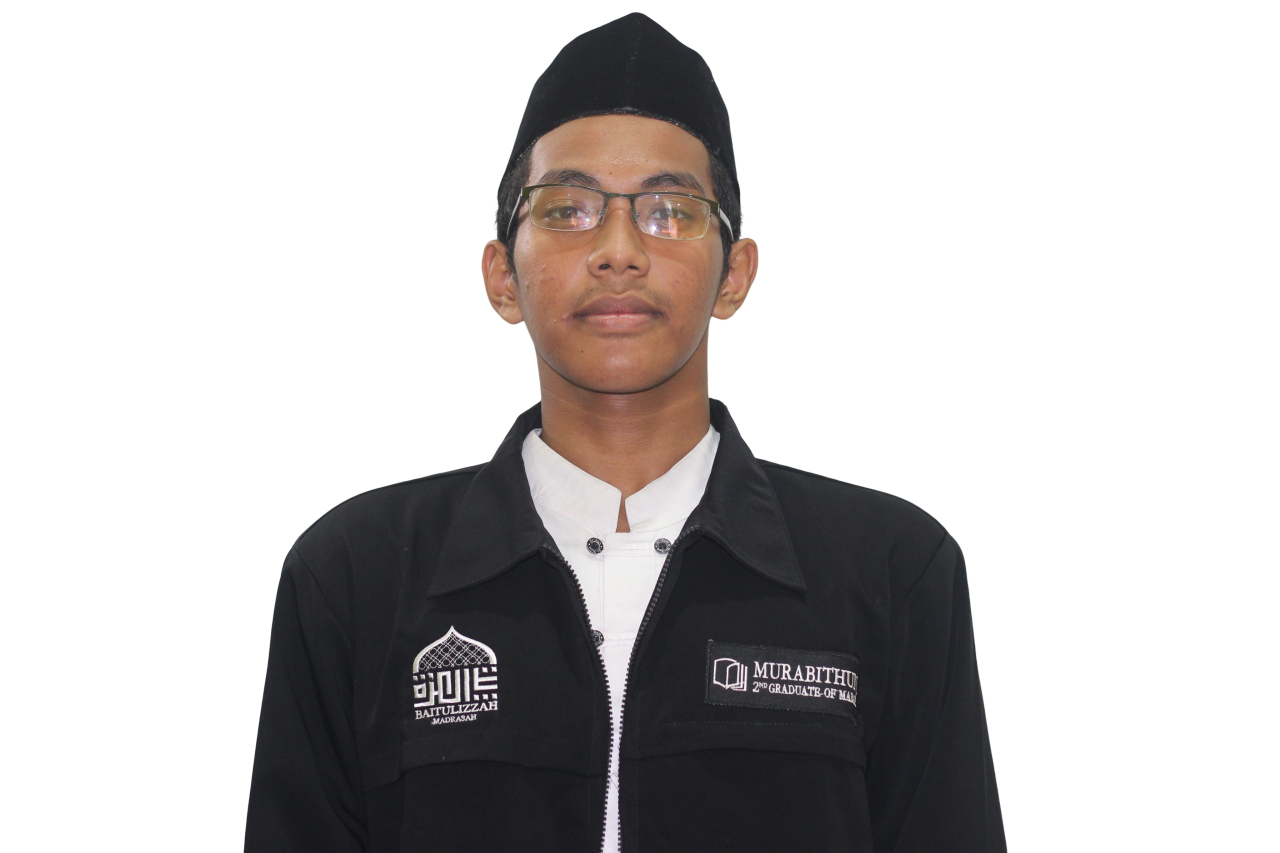 BAITULIZZAH
MADRASAH
MURABITHU
2ND GRADUATE OF